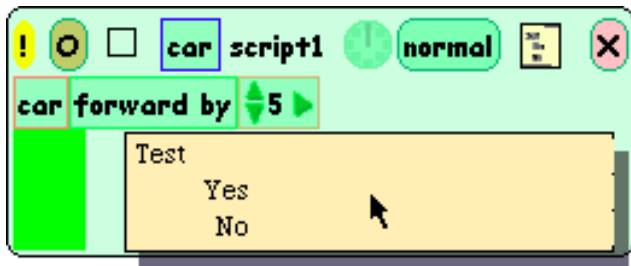 ! O car script1 normal
car forward by 5
Test
Yes
No